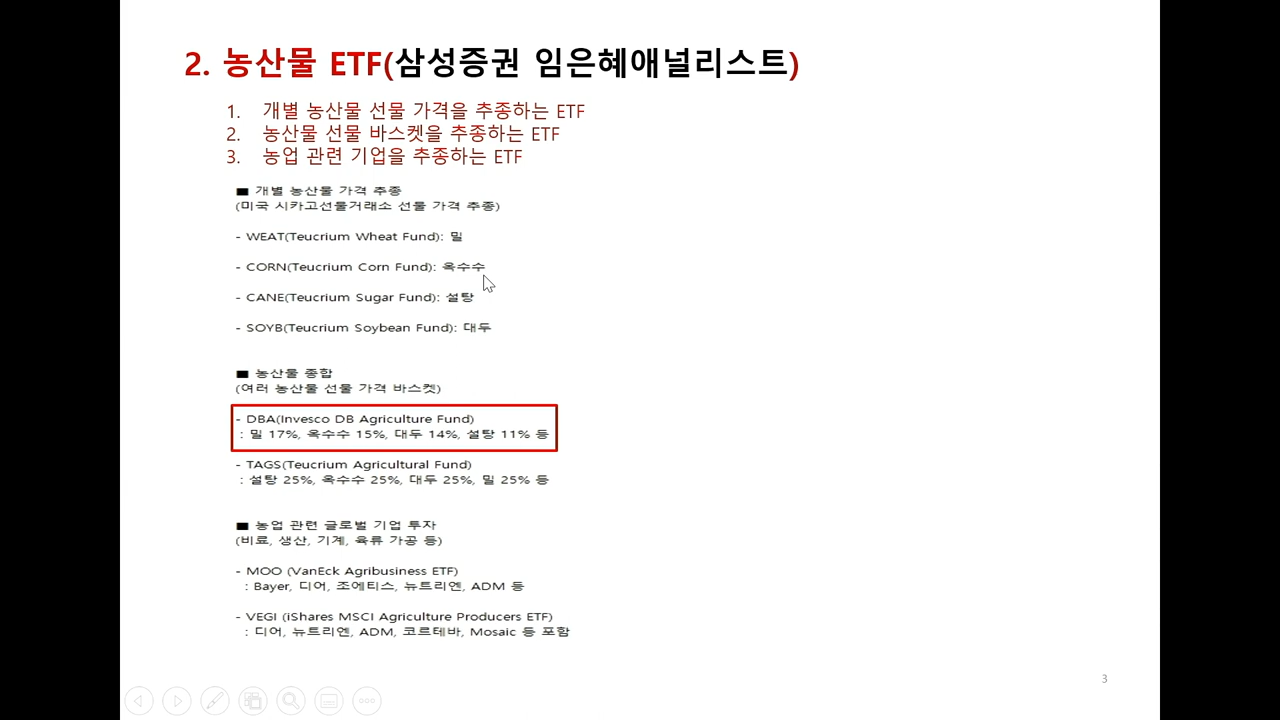 2. 농산물 ETF(삼성증권 임은혜애널리스트)
1. 개별 농산물 선물 가격을 추종하는 ETF
2. 농산물 선물 바스켓을 추종하는 ETF
3. 농업 관련 기업을 추종하는 ETF
■ 개별 농산물 가격 추종
(미국 시카고선물거래소 선물 가격 추종)
- WEAT(Teucrium Wheat Fund): 밀
- CORN(Teucrium Corn Fund): 옥수수
- CANE(Teucrium Sugar Fund): 설탕
- SOYB(Teucrium Soybean Fund): 대두
■ 농산물 종합
(여러 농산물 선물 가격 바스켓)
- DBA(Invesco DB Agriculture Fund)
: 밀 17%, 옥수수 15%, 대두 14%, 설탕 11% 등
- TAGS(Teucrium Agricultural Fund)
: 설탕 25%, 옥수수 25%, 대두 25%, 밀 25% 등
■ 농업 관련 글로벌 기업 투자
(비료, 생산, 기계, 육류 가공 등)
- MOO (VanEck Agribusiness ETF)
: Bayer, 디어, 조에티스, 뉴트리엔, ADM 등
- VEGI (iShares MSCI Agriculture Producers ETF)
: 디어, 뉴트리엔, ADM, 코르테바, Mosaic 등 포함
3